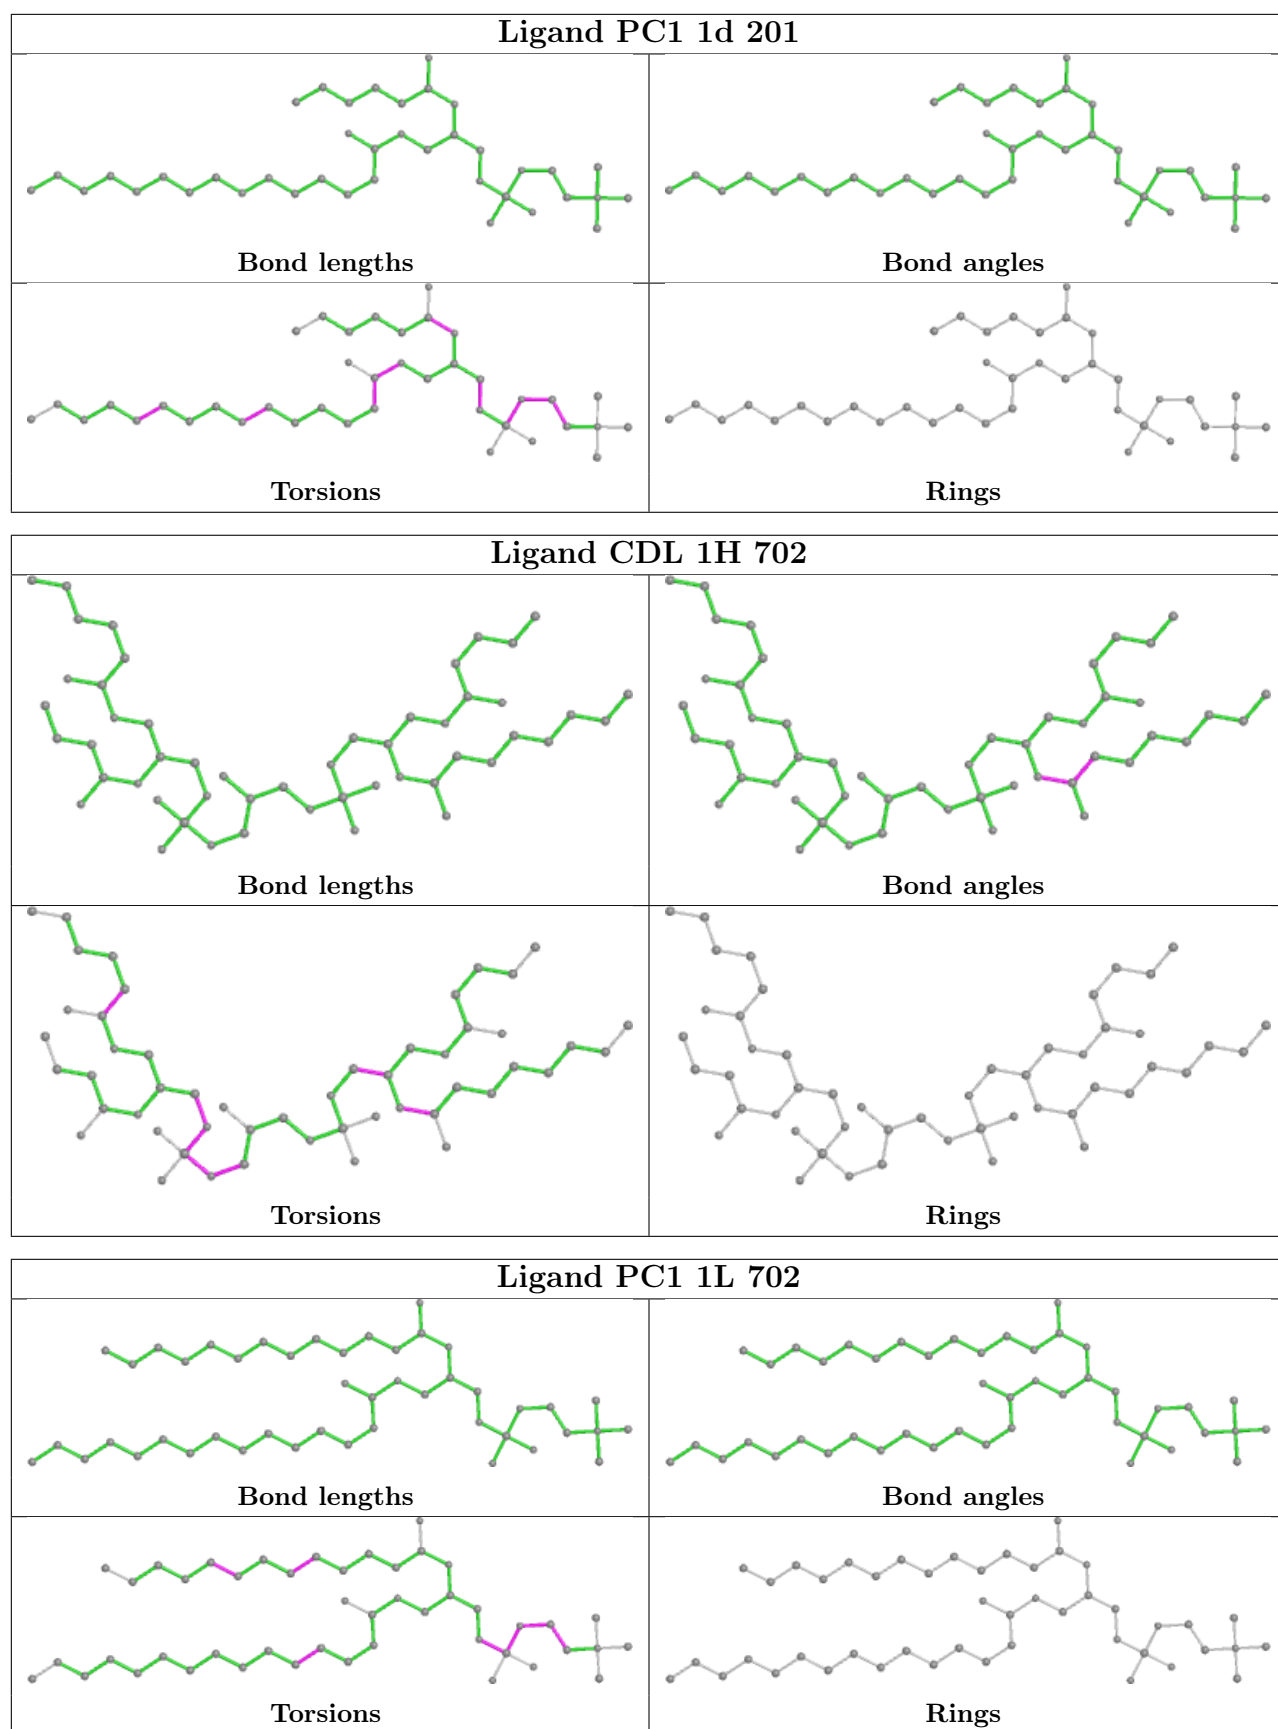 Ligand PC1 1d 201
Bond lengths
Bond angles
Torsions
Rings
Ligand CDL 1H 702
Bond lengths
Bond angles
Torsions
Rings
Ligand PC1 1L 702
Bond lengths
Bond angles
Torsions
Rings